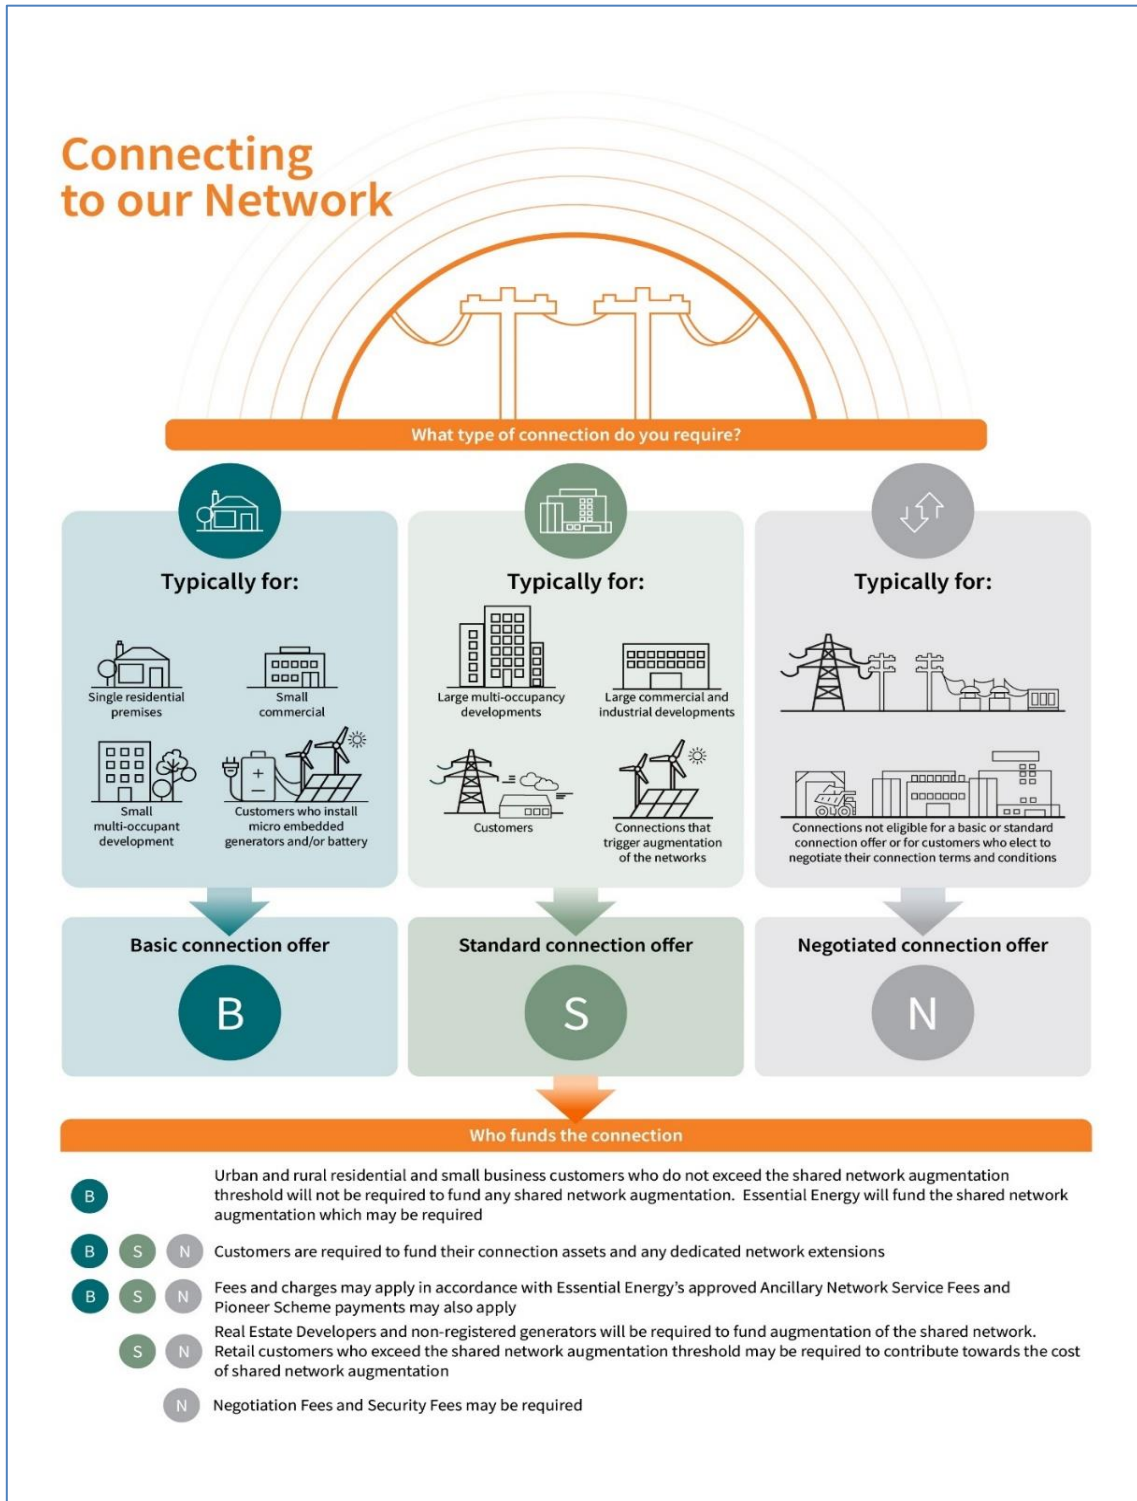 Connecting
to our Network
What type of connection do you require?
Typically for:
Single residential
premises
Small
commercial
Small
multi-occupant
development
Customers who install
micro embedded
generators and/or battery
Typically for:
Large multi-occupancy
developments
Large commercial and
industrial developments
Customers
Connections that
trigger augmentation
of the networks
Typically for:
Connections not eligible for a basic or standard
connection offer or for customers who elect to
negotiate their connection terms and conditions
Basic connection offer
B
Standard connection offer
S
Negotiated connection offer
N
Who funds the connection
B
Urban and rural residential and small business customers who do not exceed the shared network augmentation
threshold will not be required to fund any shared network augmentation. Essential Energy will fund the shared network
augmentation which may be required
B S N Customers are required to fund their connection assets and any dedicated network extensions
B S N
Fees and charges may apply in accordance with Essential Energy's approved Ancillary Network Service Fees and
Pioneer Scheme payments may also apply
S N
Real Estate Developers and non-registered generators will be required to fund augmentation of the shared network.
Retail customers who exceed the shared network augmentation threshold may be required to contribute towards the cost
of shared network augmentation
N Negotiation Fees and Security Fees may be required